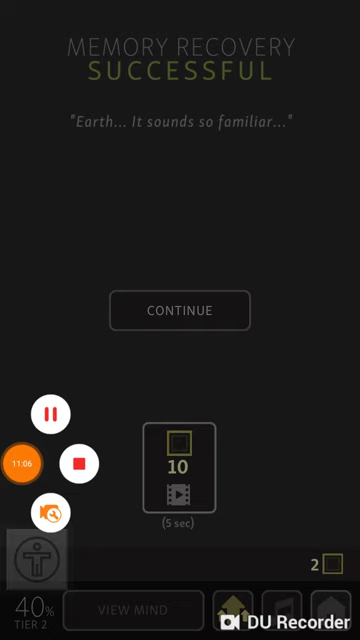 MEMORY RECOVERY
SUCCESSFUL
"Earth... It sounds so familiar..."
CONTINUE
11:06
10
(5 sec)
2
40%
TIER 2
VIEW MIND
DU Recorder